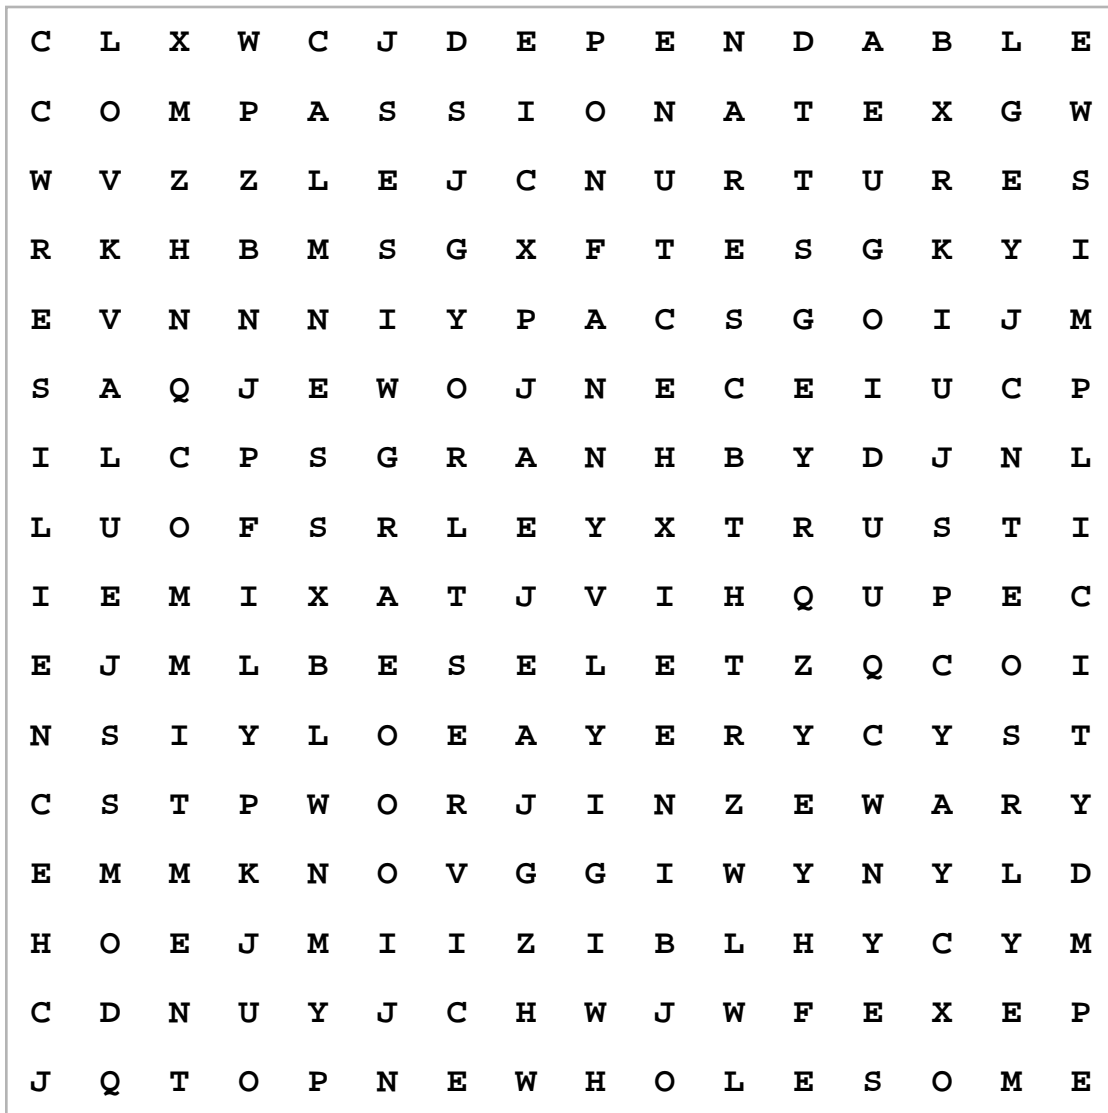 C L X W C J D E P E N D A B L E
C O M P A S S I O N A T E X G W
W V Z Z L E J C N U R T U R E S
R K H B M S G X F T E S G K Y I
E V N N N I Y P A C S G O I J M
S A Q J E W O J N E C E I U C P
I L C P S G R A N H B Y D J N L
L U O F S R L E Y X T R U S T I
I E M I X A T J V I H Q U P E C
E J M L B E S E L E T Z Q C O I
N S I Y L O E A Y E R Y C Y S T
C S T P W O R J I N Z E W A R Y
E M M K N O V G G I W Y N Y L D
H O E J M I I Z I B L H Y C Y M
C D N U Y J C H W J W F E X E P
J Q T O P N E W H O L E S O M E